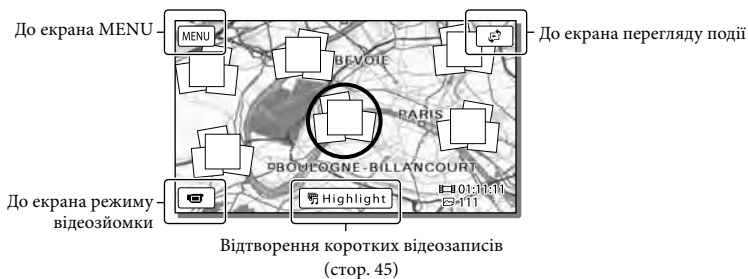 До екрана MENU
MENU
До екрана перегляду події
BEVOIE
PARIS
BOULOGNE-BILLANCOURT
01:11:11
111
До екрана режиму
відеозйомки
Highlight
Відтворення коротких відеозаписів
(стор. 45)